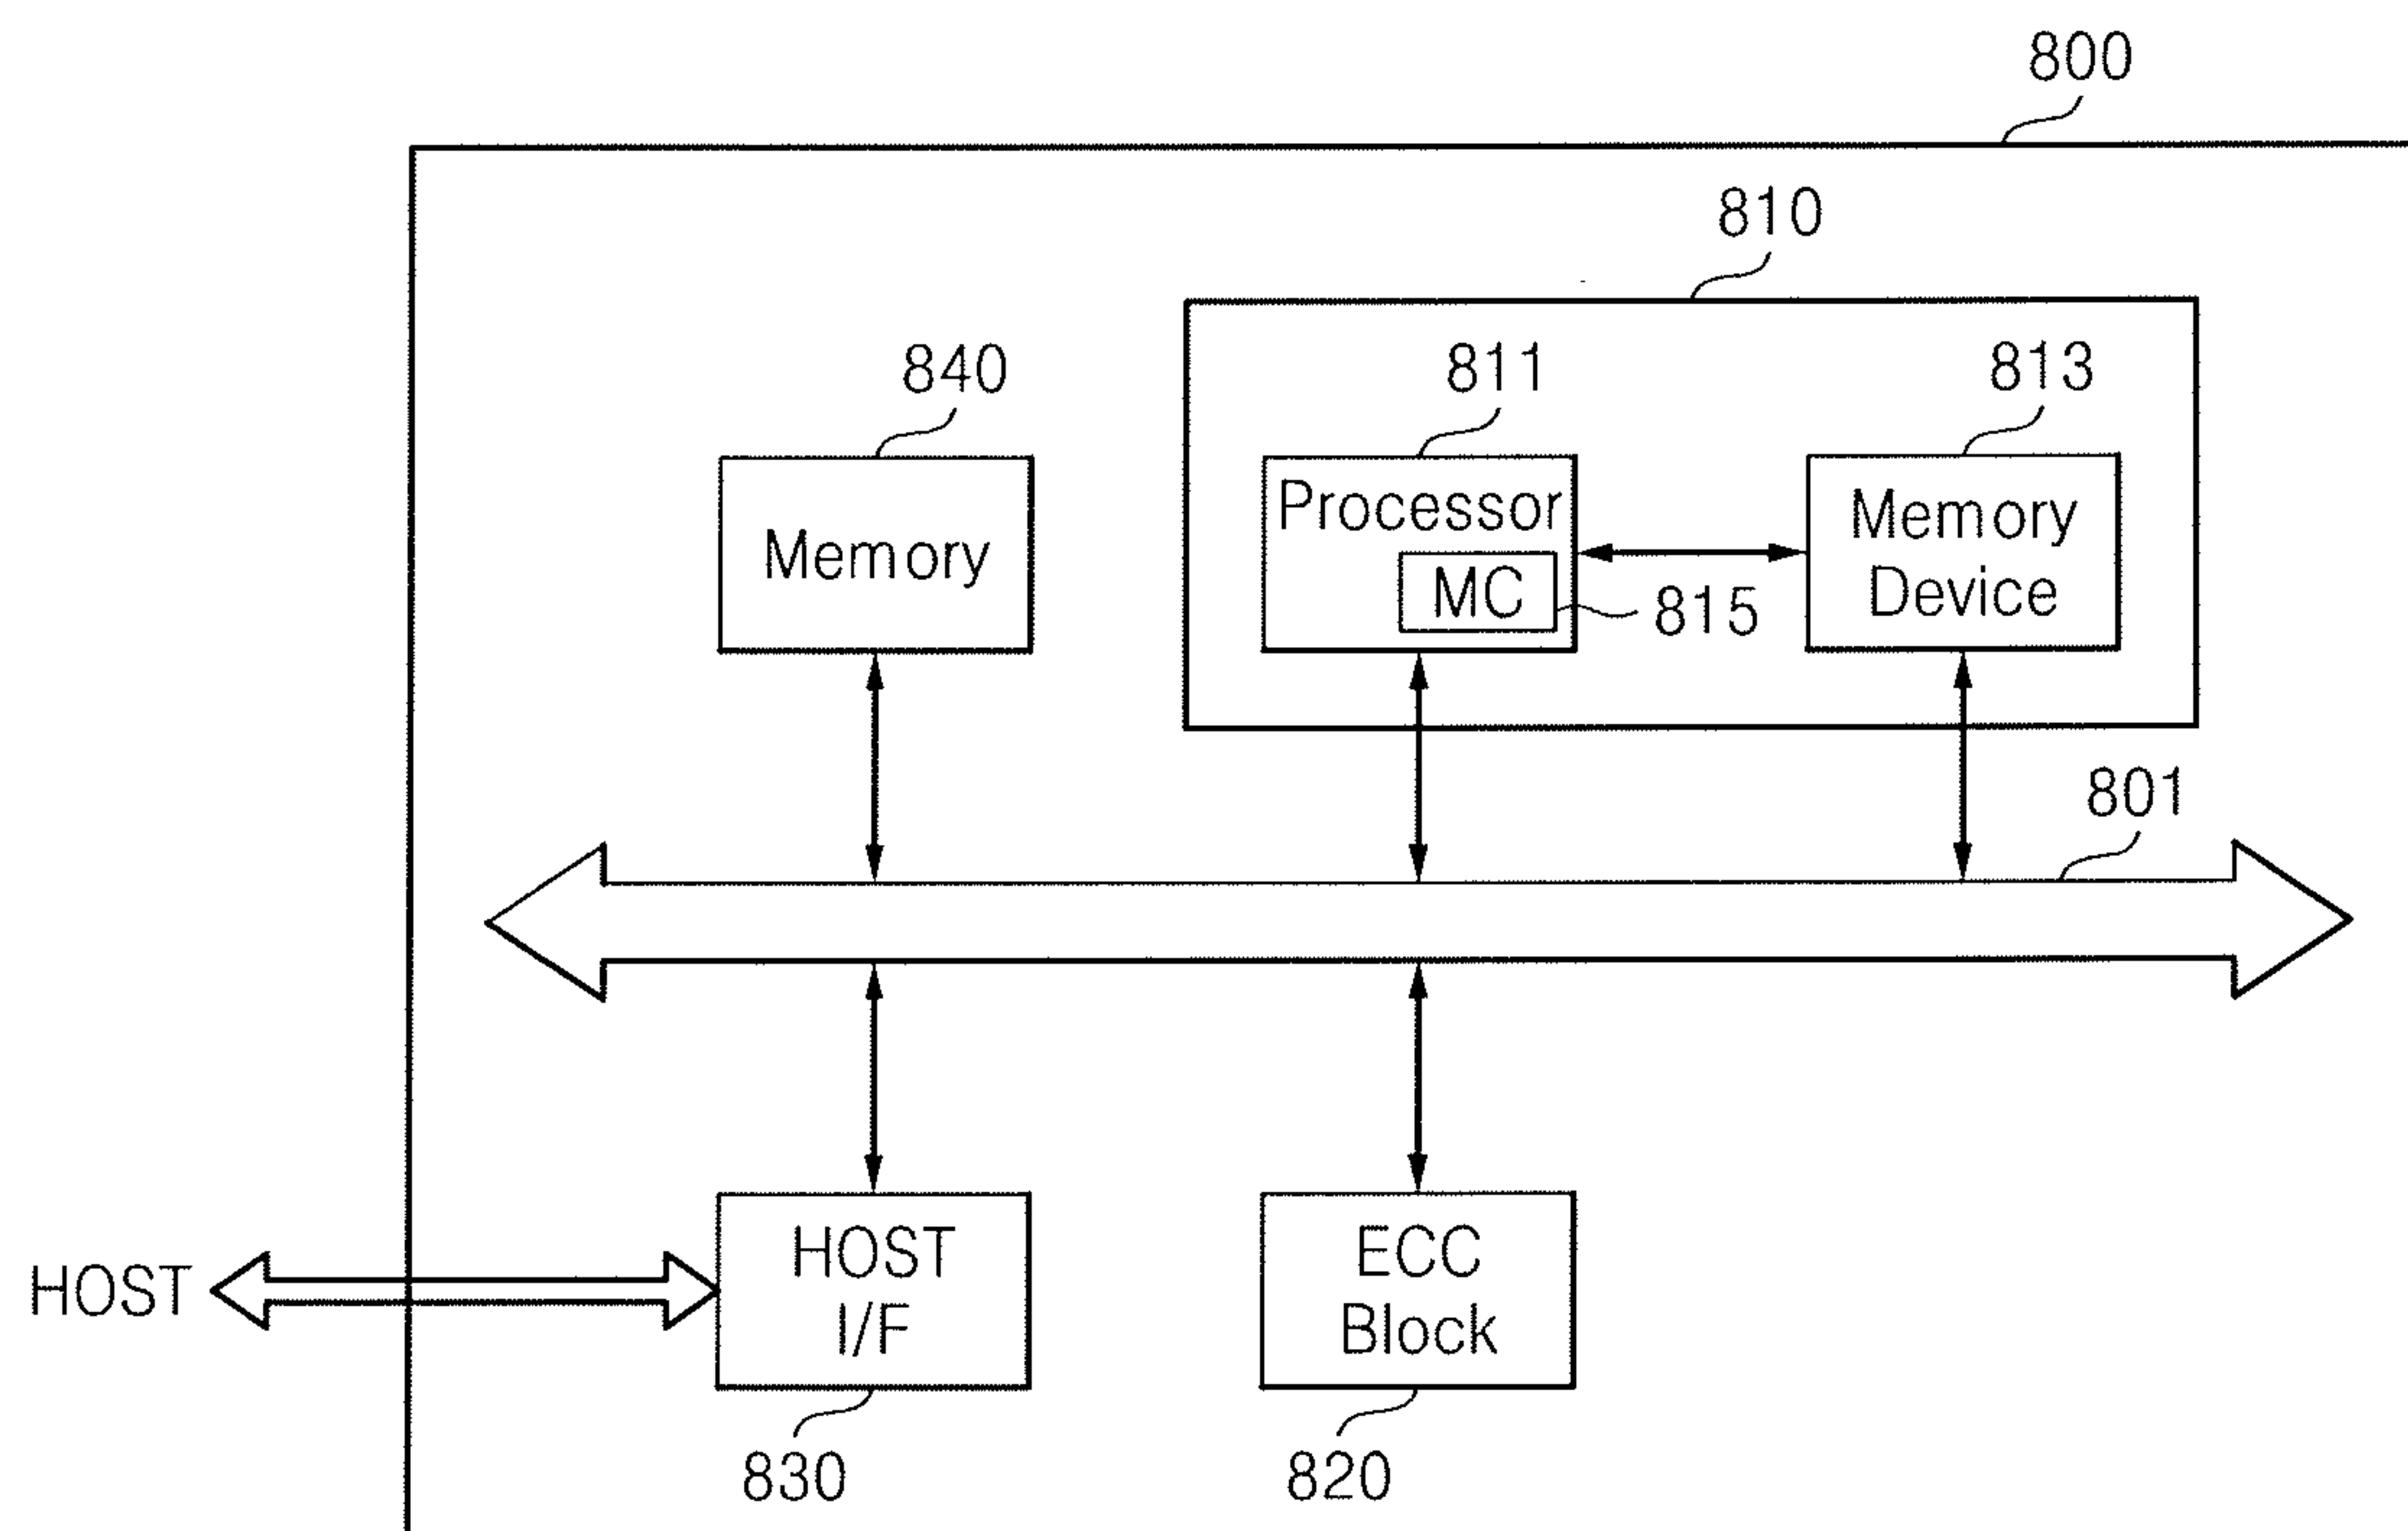 800
810
840
811
813
Processor
Memory
Device
Memory
MC
815
801
HOST
HOST
I/F
ECC
Block
830
820